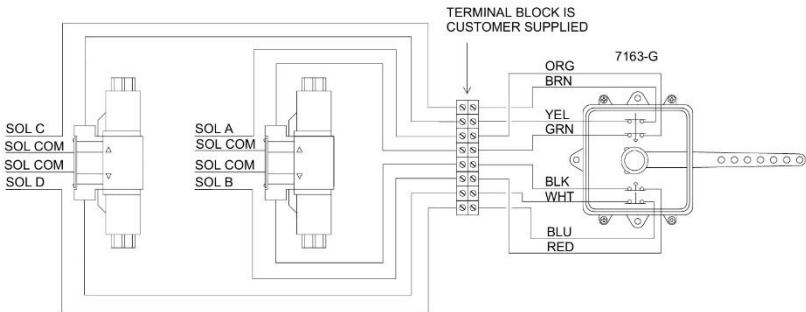 TERMINAL BLOCK IS
CUSTOMER SUPPLIED
7163-G
ORG
BRN
YEL
GRN
SOL C
SOL COM
SOL COM
SOL D
SOL A
SOL COM
SOL COM
SOL B
BLK
WHT
BLU
RED